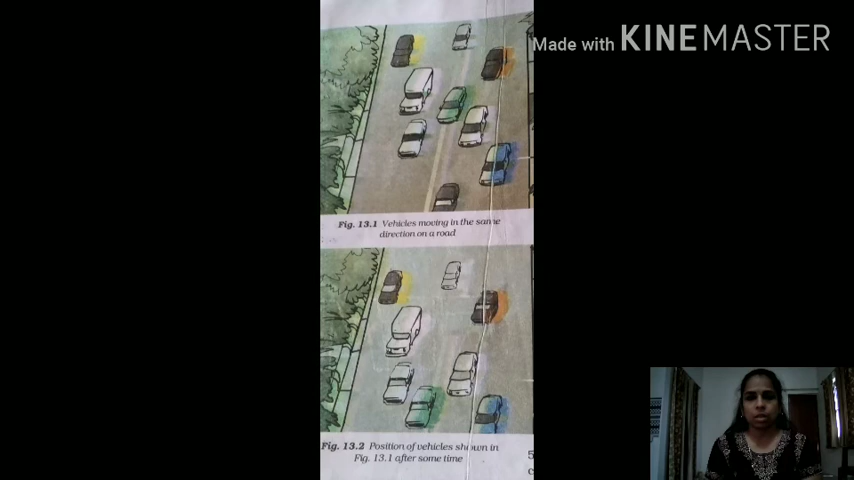 Made with KINEMASTER
Fig. 13.1 Vehicles moving in the same
direction on a road
Fig. 13.2 Position of vehicles shown in
Fig. 13.1 after some time
5
c